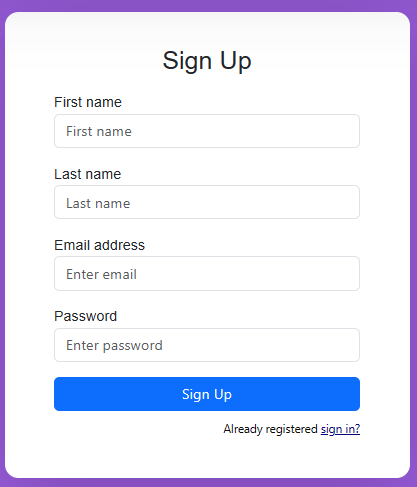 Sign Up
First name
First name
Last name
Last name
Email address
Enter email
Password
Enter password
Sign Up
Already registered sign in?